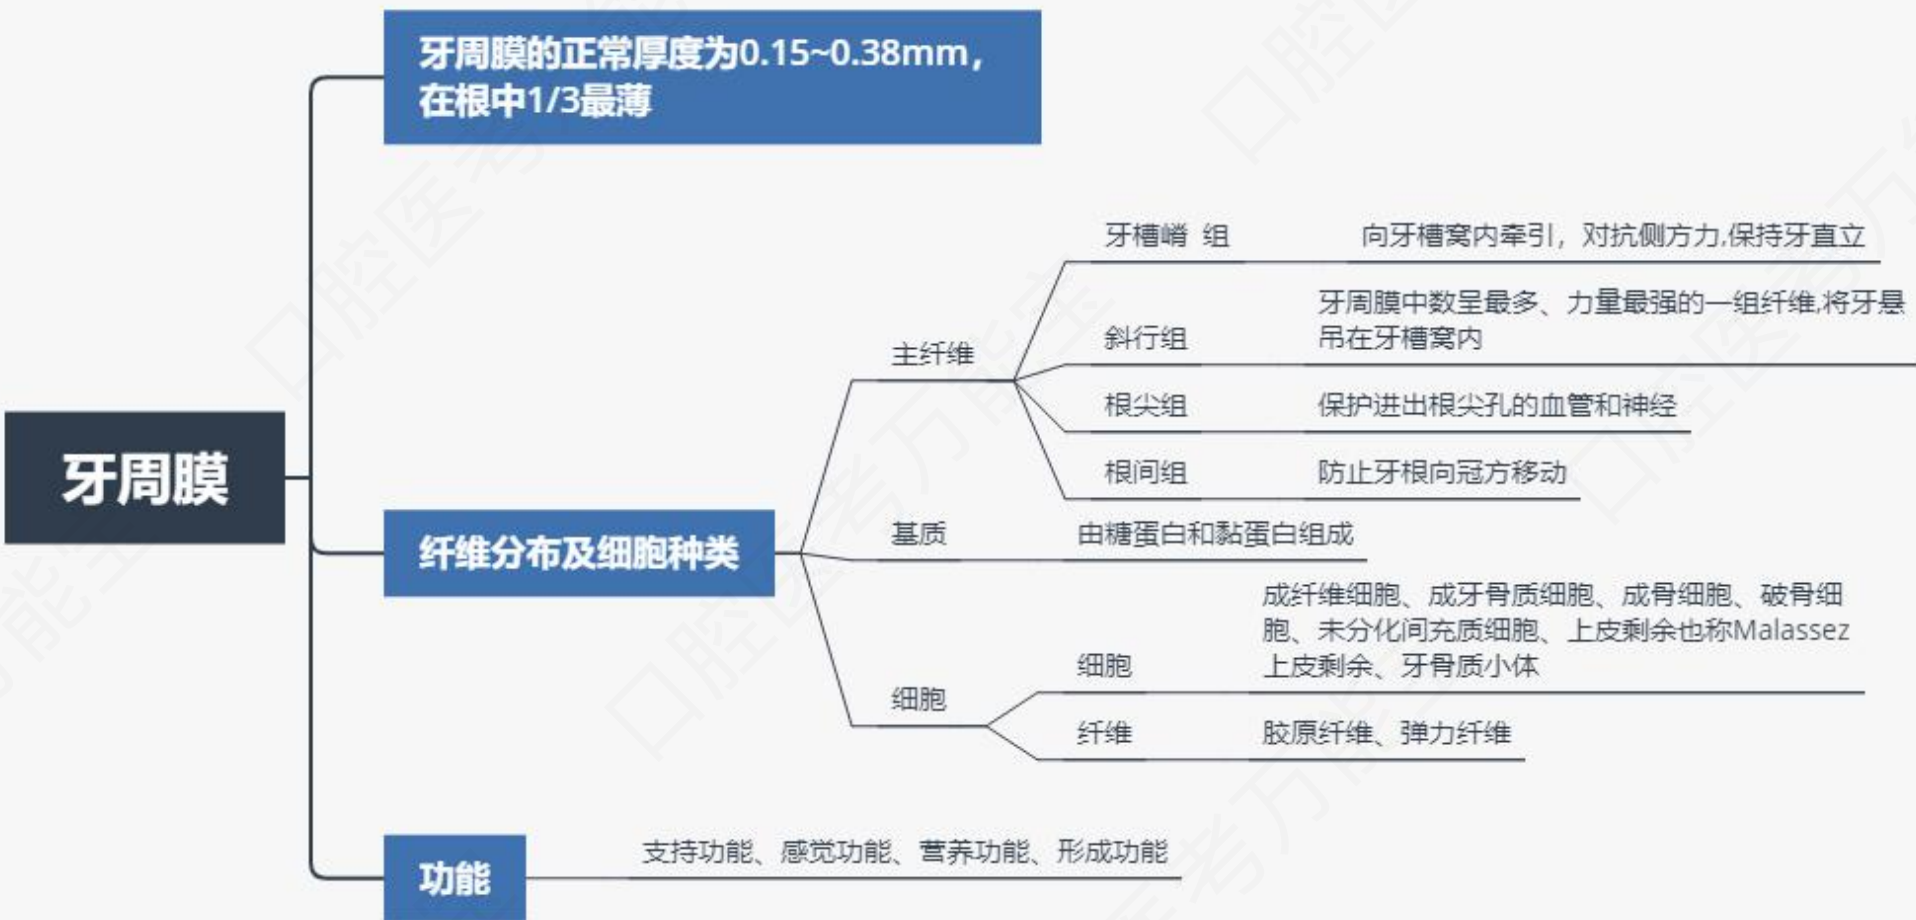 牙周膜
牙周膜的正常厚度为0.15~0.38mm，
在根中1/3最薄
纤维分布及细胞种类
主纤维
牙槽嵴 组
向牙槽窝内牵引，对抗侧方力,保持牙直立
斜行组
牙周膜中数呈最多、力量最强的一组纤维,将牙悬
吊在牙槽窝内
根尖组
保护进出根尖孔的血管和神经
根间组
防止牙根向冠方移动
基质
由糖蛋白和黏蛋白组成
细胞
细胞
成纤维细胞、成牙骨质细胞、成骨细胞、破骨细
胞、未分化间充质细胞、上皮剩余也称Malassez
上皮剩余、牙骨质小体
纤维
胶原纤维、弹力纤维
功能
支持功能、感觉功能、营养功能、形成功能
口腔医考万能宝